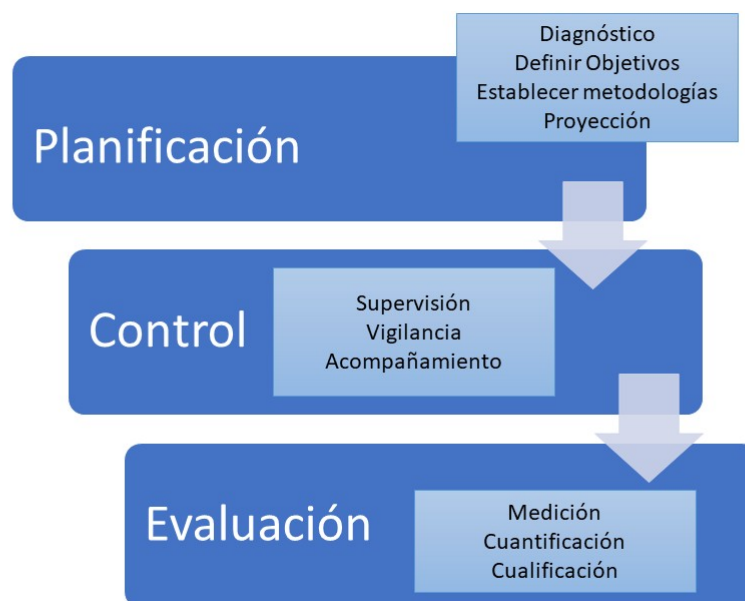 Diagnóstico
Definir Objetivos
Establecer metodologías
Proyección
Planificación
Control
Supervisión
Vigilancia
Acompañamiento
Evaluación
Medición
Cuantificación
Cualificación